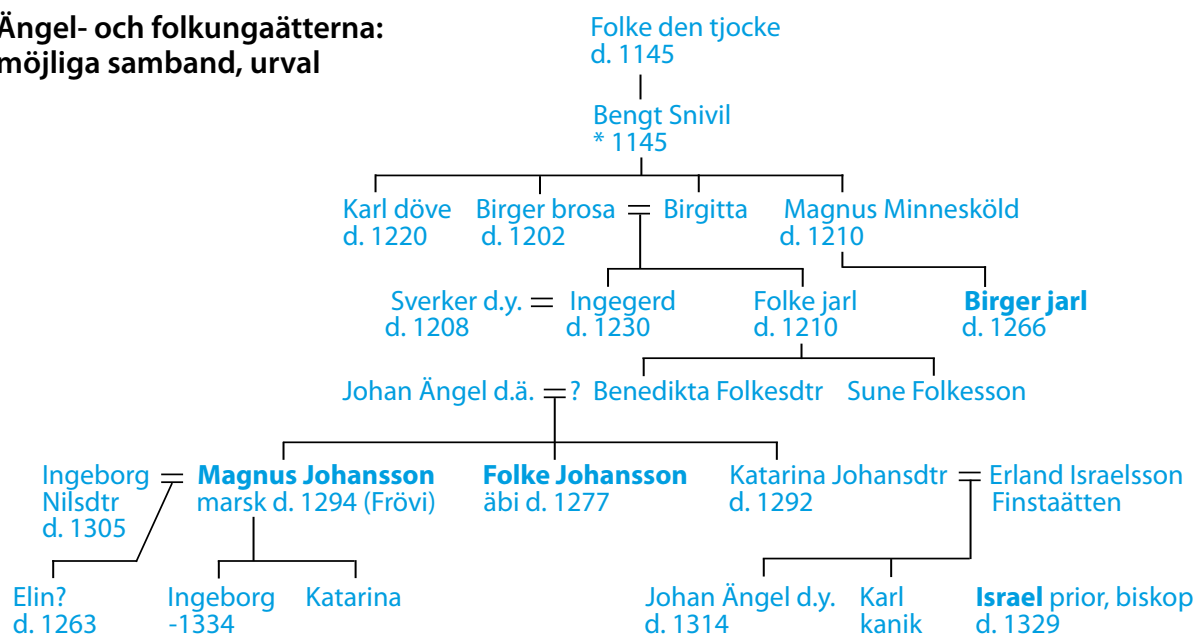 Ängel- och folkungaätterna:
möjliga samband, urval
Folke den tjocke
d. 1145
Bengt Snivil
* 1145
Karl döve
d. 1220
Birger brosa = Birgitta
d. 1202
Magnus Minnesköld
d. 1210
Sverker d.y. = Ingegerd
d. 1208
d. 1230
Folke jarl
d. 1210
Birger jarl
d. 1266
Johan Ängel d.ä. =? Benedikta Folkesdtr
Sune Folkesson
Ingeborg = Magnus Johansson
Nilsdtr
d. 1305
marsk d. 1294 (Frövi)
Folke Johansson
äbi d. 1277
Katarina Johansdtr = Erland Israelsson
d. 1292
Finstaätten
Elin?
d. 1263
Ingeborg
-1334
Katarina
Johan Ängel d.y.
d. 1314
Karl
kanik
Israel prior, biskop
d. 1329